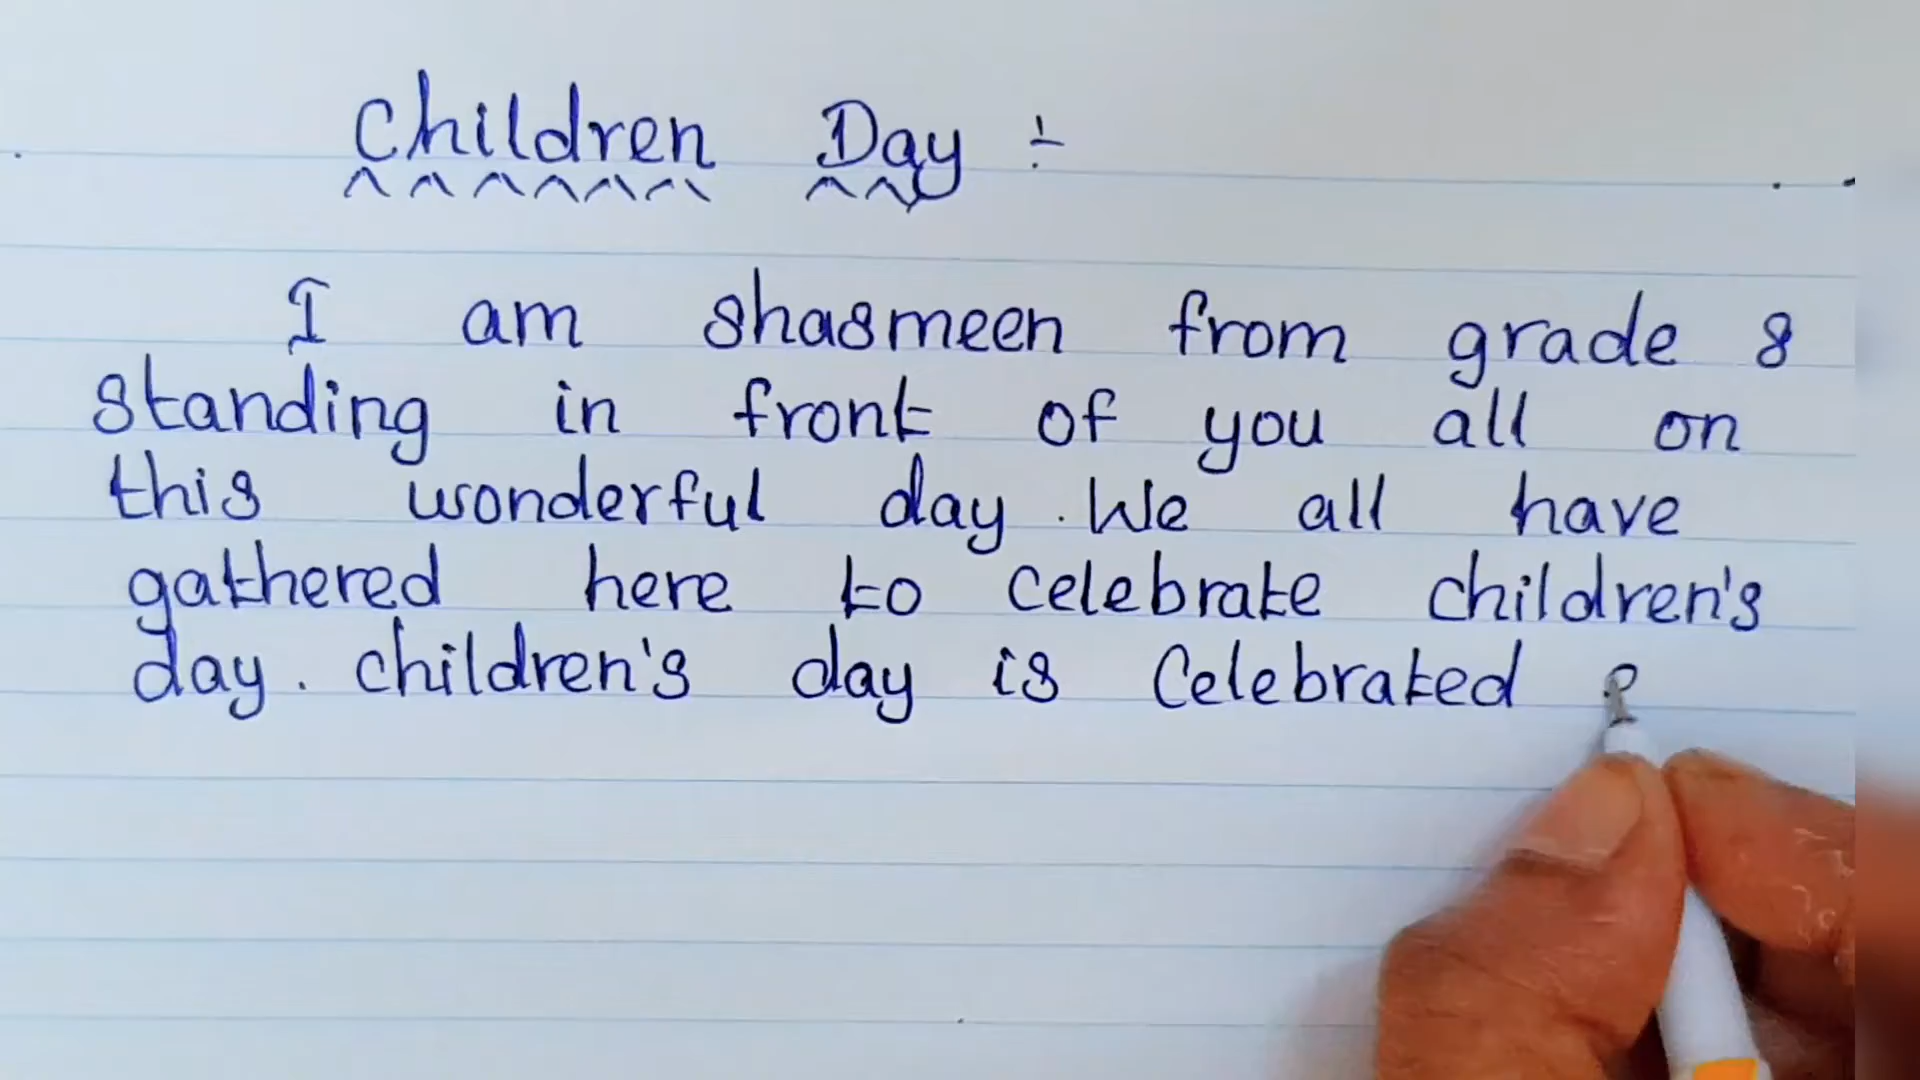 Children Day :-
I am shasmeen from grade 8
standing in front of you all on
this wonderful day. We all have
gathered here to celebrate children's
day. children's day is Celebrated